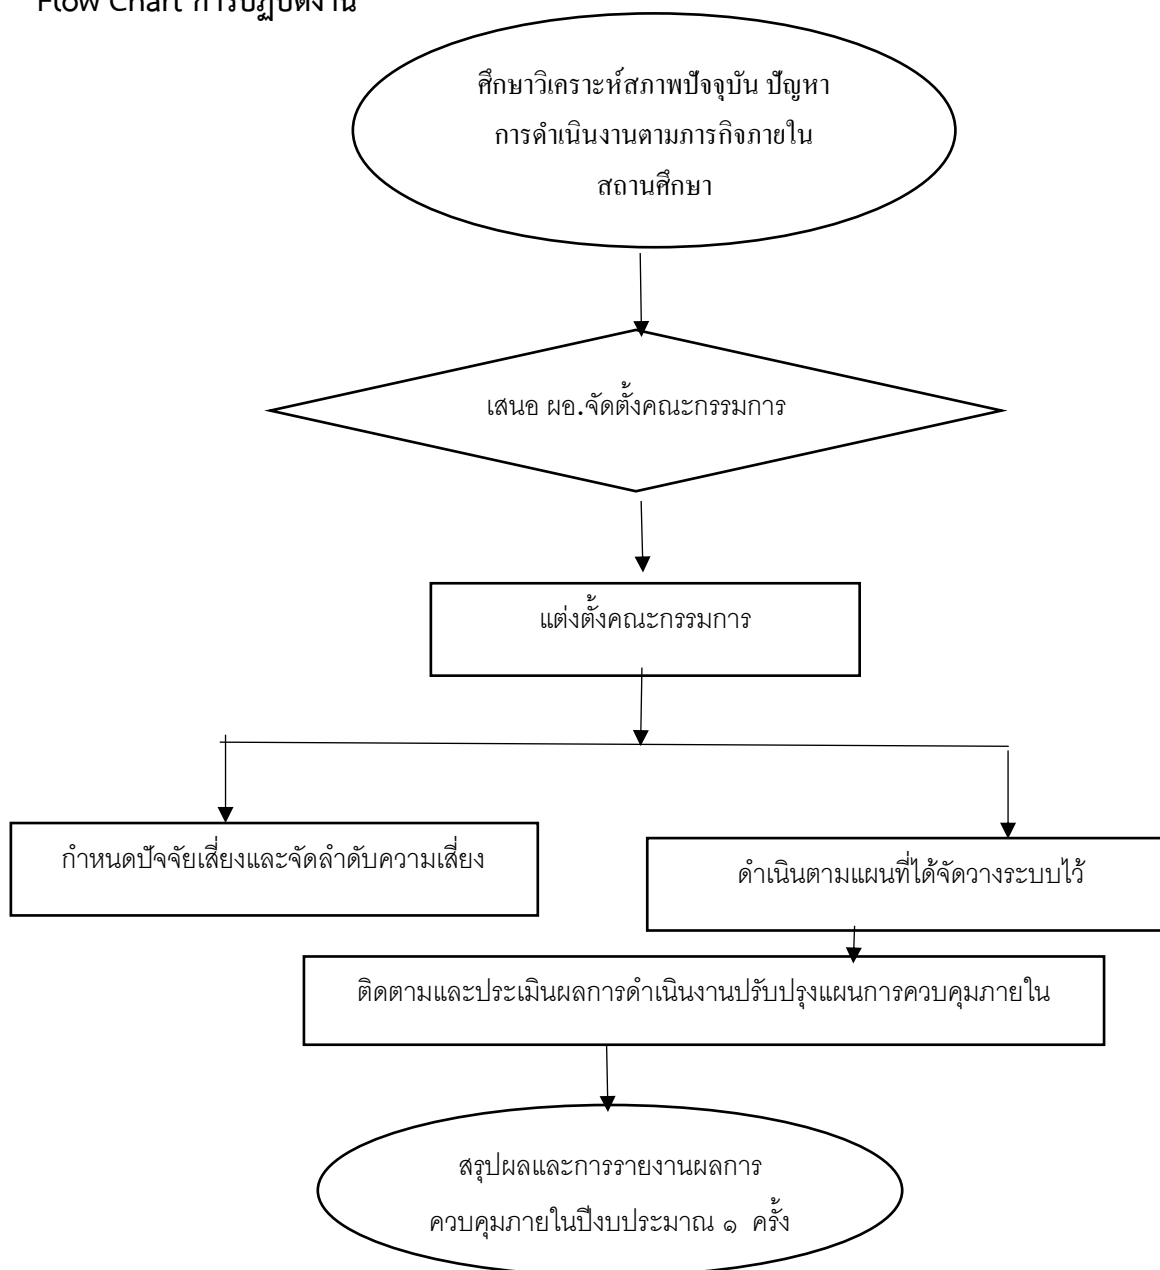 Flow Chart การปฏิบัติงาน
ศึกษาวิเคราะห์สภาพปัจจุบัน ปัญหา
การดำเนินงานตามภารกิจภายใน
สถานศึกษา
เสนอ ผอ.จัดตั้งคณะกรรมการ
แต่งตั้งคณะกรรมการ
กำหนดปัจจัยเสี่ยงและจัดลำดับความเสี่ยง
ดำเนินตามแผนที่ได้จัดวางระบบไว้
ติดตามและประเมินผลการดำเนินงานปรับปรุงแผนการควบคุมภายใน
สรุปผลและการรายงานผลการ
ควบคุมภายในปีงบประมาณ ๑ ครั้ง